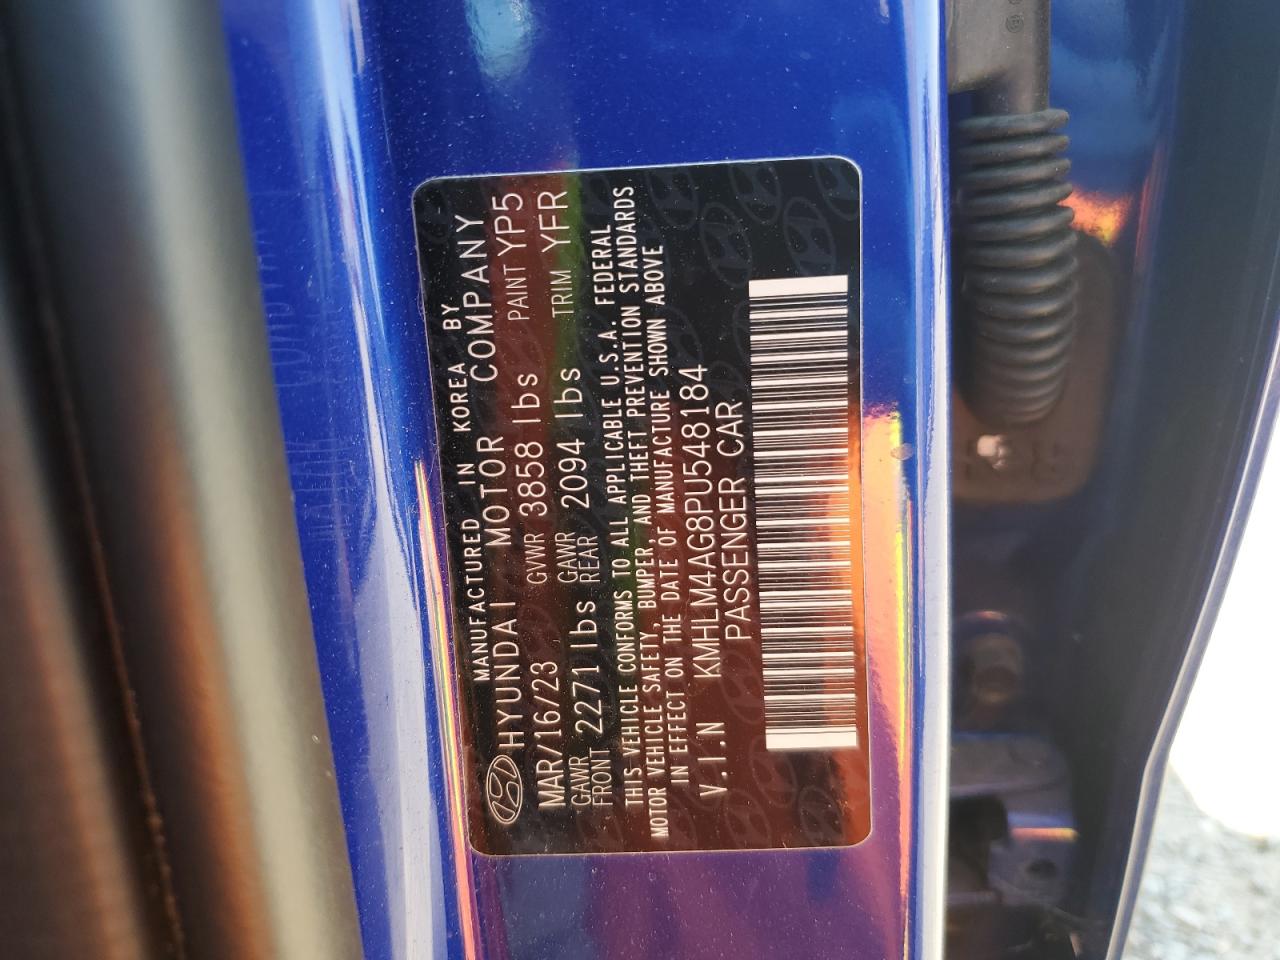 MANUFACTURED IN KOREA BY
HYUNDAI MOTOR COMPANY
MAR/16/23 GVWR 3858 lbs PAINT YP5
GAWR FRONT 2271 lbs GAWR REAR 2094 lbs TRIM YFR
THIS VEHICLE CONFORMS TO ALL APPLICABLE U.S.A. FEDERAL
MOTOR VEHICLE SAFETY, BUMPER, AND THEFT PREVENTION STANDARDS
IN EFFECT ON THE DATE OF MANUFACTURE SHOWN ABOVE
V.I.N KMHLM4AG8PU548184
PASSENGER CAR